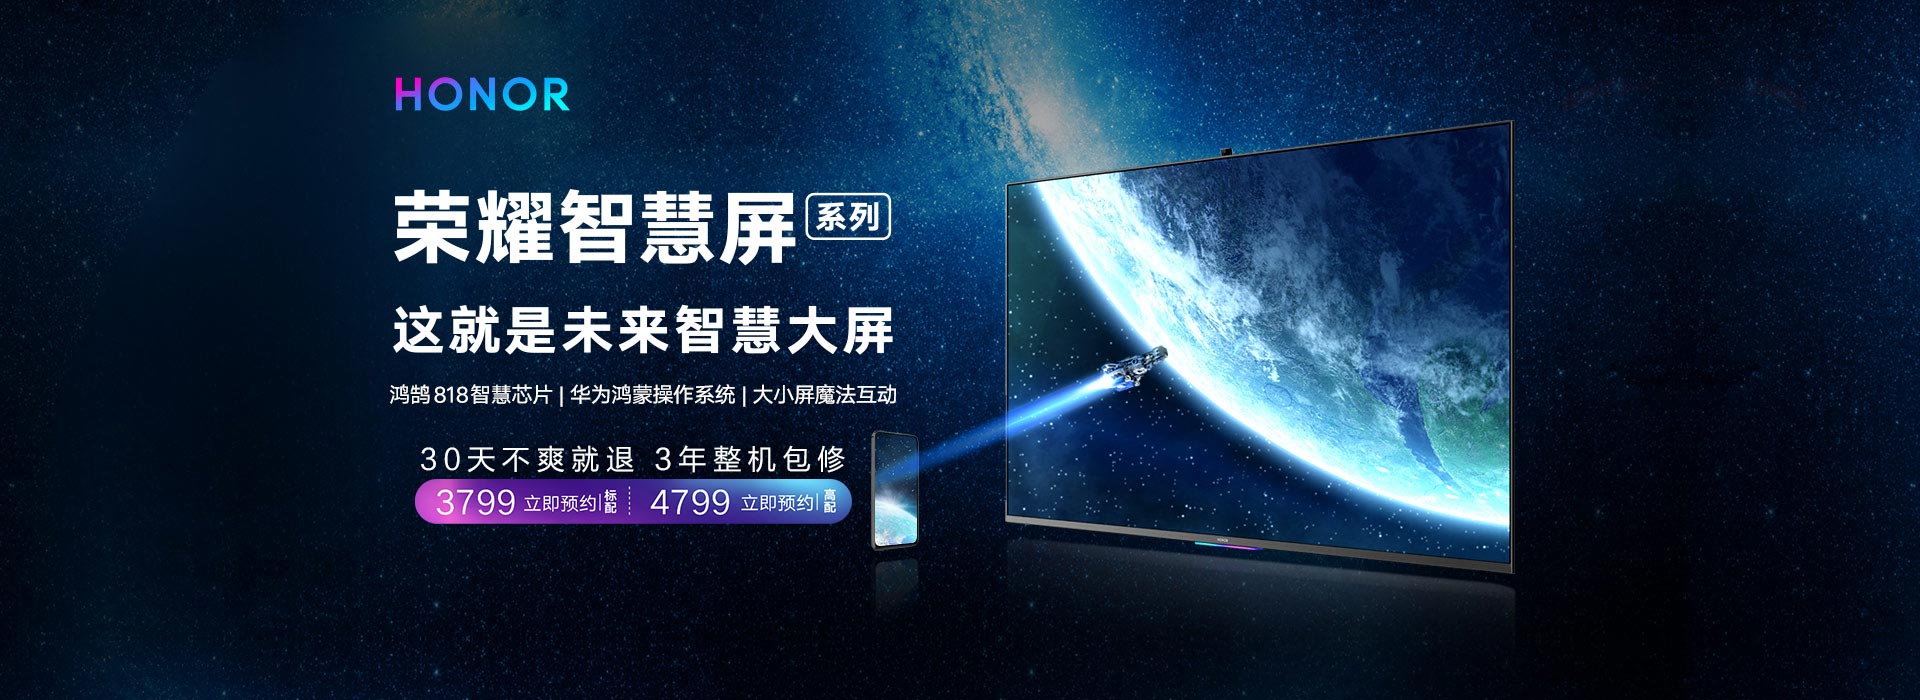 HONOR
荣耀智慧屏 系列
这就是未来智慧大屏
鸿鹄818智慧芯片 | 华为鸿蒙操作系统 | 大小屏魔法互动
30天不爽就退 3年整机包修
3799 立即预约|标配 4799 立即预约|高配
HONOR